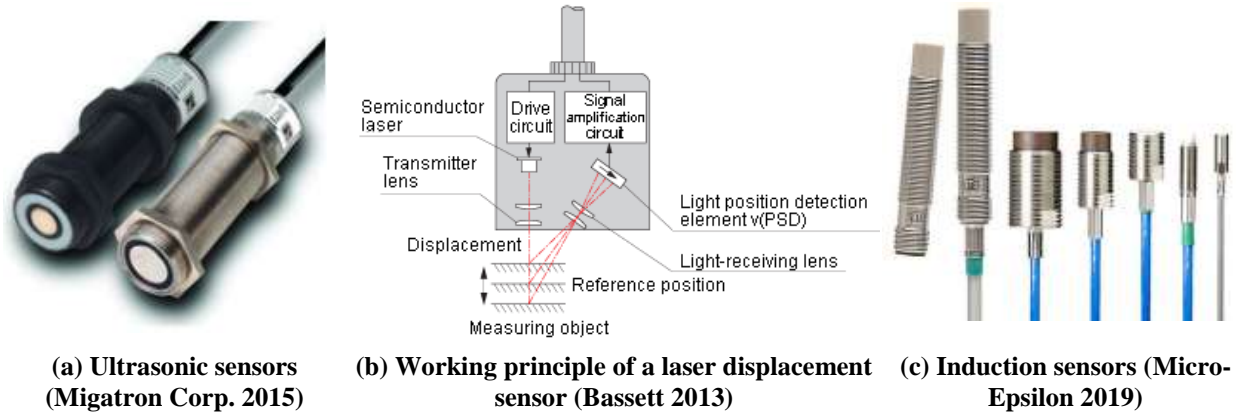 Semiconductor
laser
Drive
circuit
Signal
amplification
circuit
Transmitter
lens
Light position detection
element v(PSD)
Displacement
Light-receiving lens
Reference position
Measuring object
(a) Ultrasonic sensors
(Migatron Corp. 2015)
(b) Working principle of a laser displacement
sensor (Bassett 2013)
(c) Induction sensors (Micro-
Epsilon 2019)